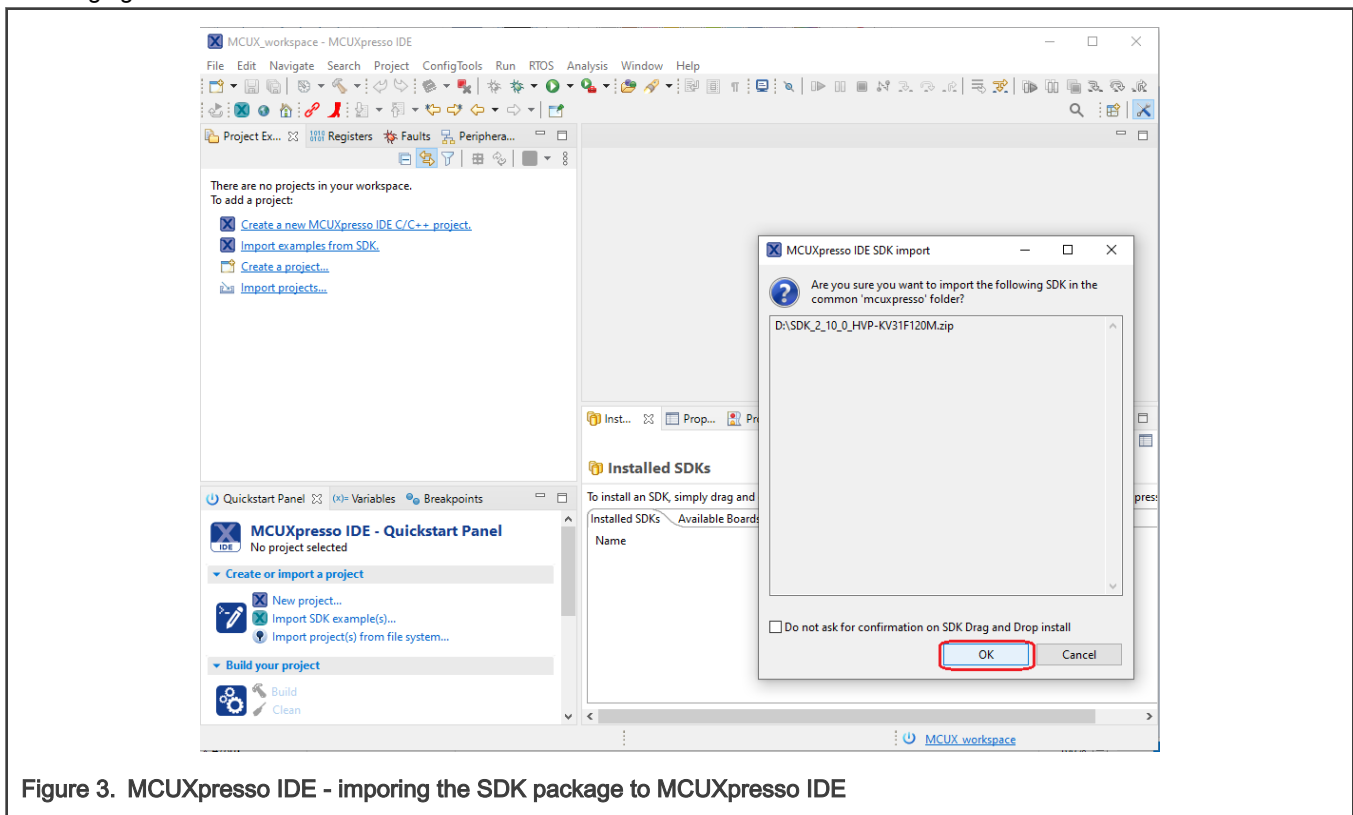 MCUX_workspace - MCUXpresso IDE
File Edit Navigate Search Project ConfigTools Run RTOS Analysis Window Help
Project Ex... Registers Faults Periphera...
There are no projects in your workspace.
To add a project:
Create a new MCUXpresso IDE C/C++ project.
Import examples from SDK.
Create a project...
Import projects...
MCUXpresso IDE SDK import
Are you sure you want to import the following SDK in the
common 'mcuxpresso' folder?
D:\SDK_2_10_0_HVP-KV31F120M.zip
Do not ask for confirmation on SDK Drag and Drop install
OK Cancel
Inst... Prop... Pr
Installed SDKs
To install an SDK, simply drag and
pres
Installed SDKs Available Boards
Name
Quickstart Panel (x)= Variables Breakpoints
IDE
MCUXpresso IDE - Quickstart Panel
No project selected
Create or import a project
New project...
Import SDK example(s)...
Import project(s) from file system...
Build your project
Build
Clean
MCUX_workspace
Figure 3. MCUXpresso IDE - imporing the SDK package to MCUXpresso IDE